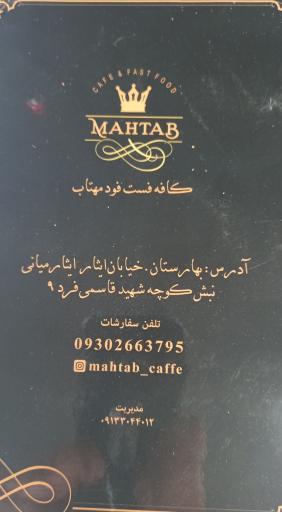 CAFE & FAST FOOD
MAHTAB
کافه فست فود مهتاب
آدرس: بهارستان. خیابان ایثار ایثار میانی
نبش کوچه شهید قاسمی فرد ۹
تلفن سفارشات
09302663795
mahtab_caffe
مدیریت
۰۹۱۳۳۰۴۴۰۱۲